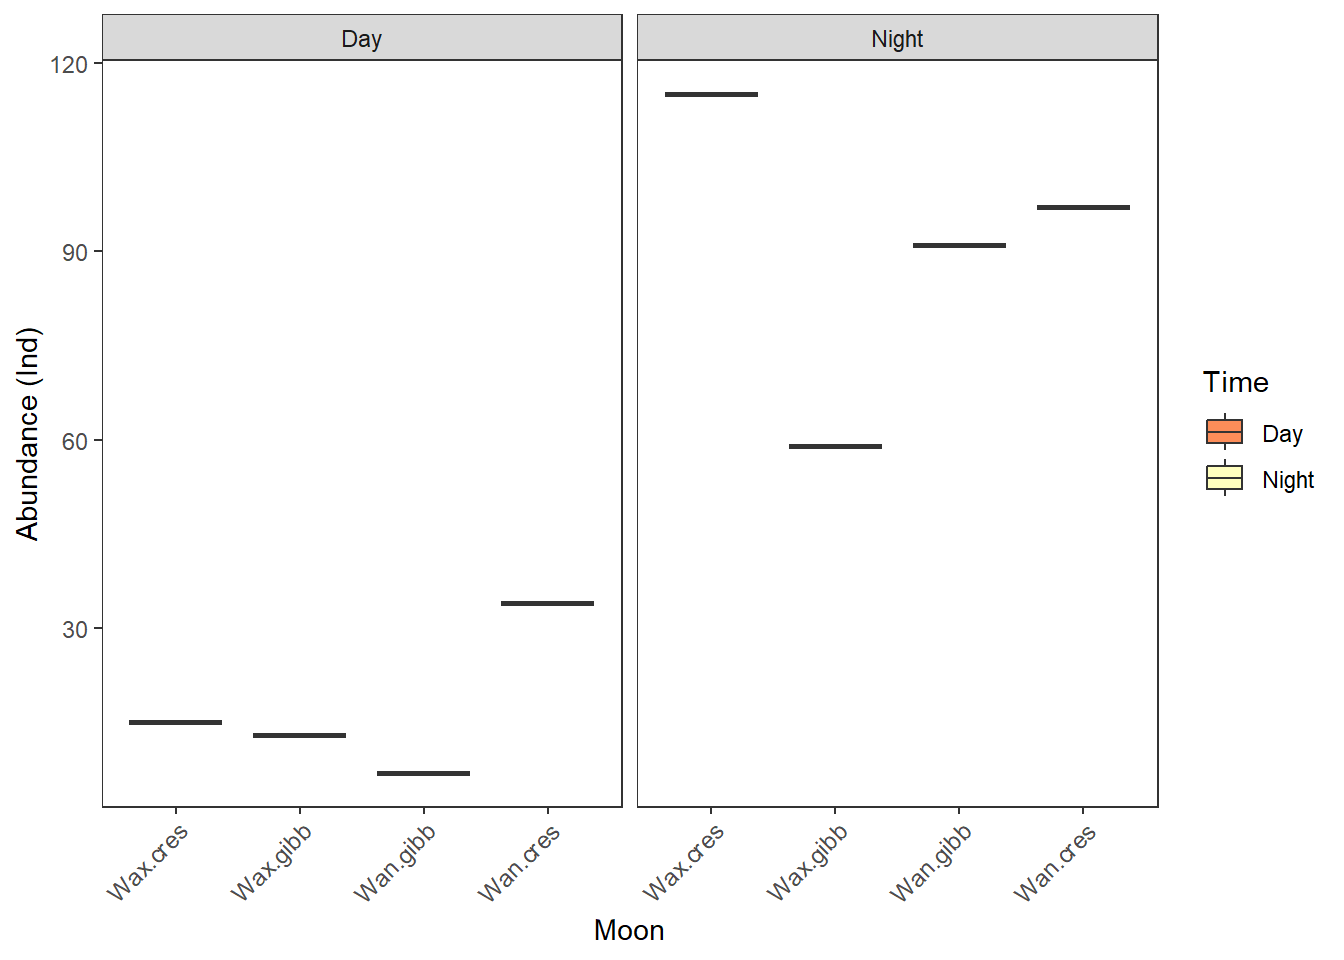 Day
Night
120
90
60
30
Abundance (Ind)
Wax.cres
Wax.gibb
Wan.gibb
Wan.cres
Wax.cres
Wax.gibb
Wan.gibb
Wan.cres
Moon
Time
Day
Night